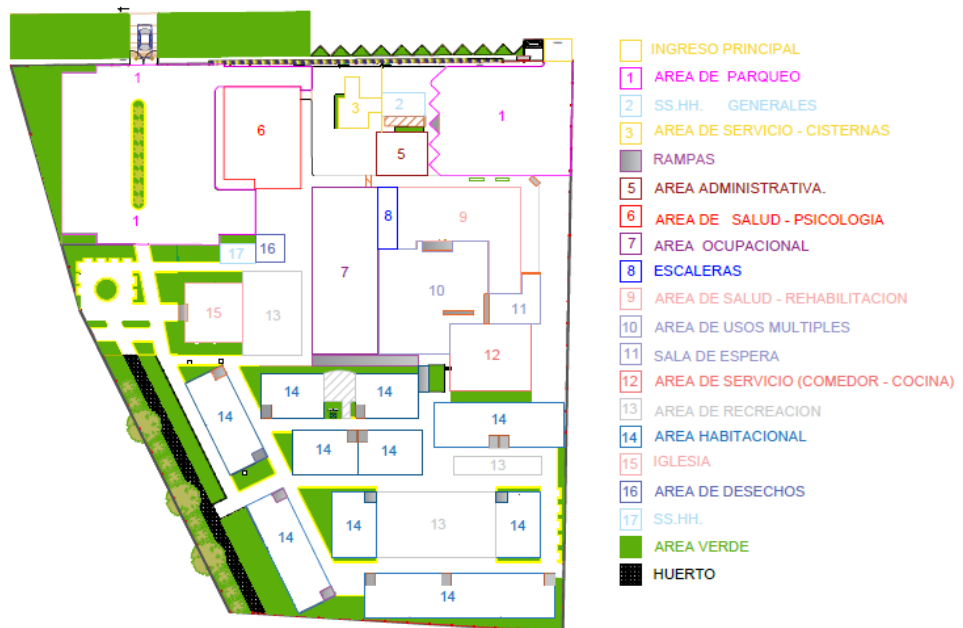 INGRESO PRINCIPAL
1 AREA DE PARQUEO
2 SS.HH. GENERALES
3 AREA DE SERVICIO - CISTERNAS
RAMPAS
5 AREA ADMINISTRATIVA.
6 AREA DE SALUD - PSICOLOGIA
7 AREA OCUPACIONAL
8 ESCALERAS
9 AREA DE SALUD - REHABILITACION
10 AREA DE USOS MULTIPLES
11 SALA DE ESPERA
12 AREA DE SERVICIO (COMEDOR - COCINA)
13 AREA DE RECREACION
14 AREA HABITACIONAL
15 IGLESIA
16 AREA DE DESECHOS
17 SS.HH.
AREA VERDE
HUERTO
1
3
2
1
6
5
1
8
9
16
17
7
10
15
13
11
12
14
14
14
14
14
14
13
14
14
13
14
14